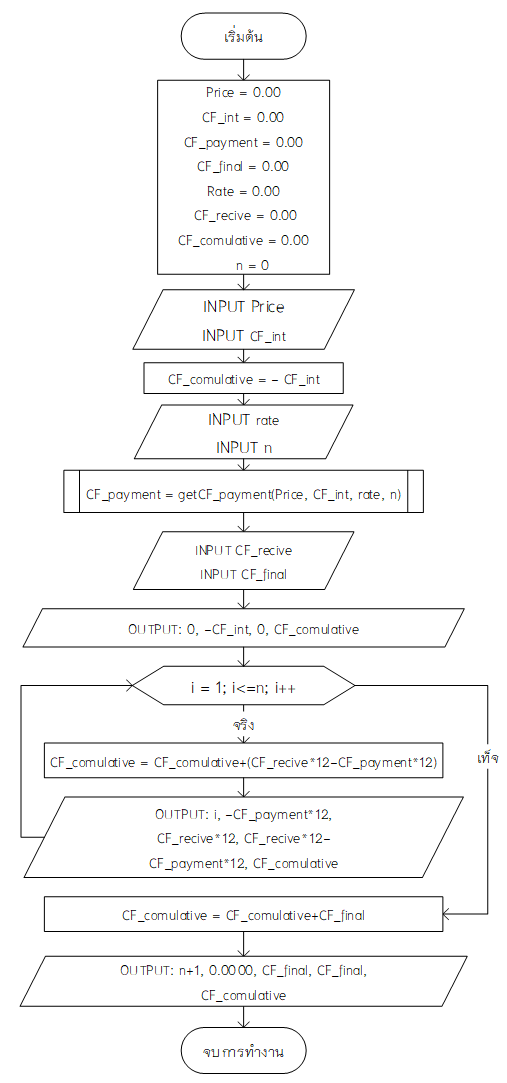 เริ่มต้น
Price = 0.00
CF_int = 0.00
CF_payment = 0.00
CF_final = 0.00
Rate = 0.00
CF_recive = 0.00
CF_comulative = 0.00
n = 0
INPUT Price
INPUT CF_int
CF_comulative = - CF_int
INPUT rate
INPUT n
CF_payment = getCF_payment(Price, CF_int, rate, n)
INPUT CF_recive
INPUT CF_final
OUTPUT: 0, -CF_int, 0, CF_comulative
i = 1; i<=n; i++
จริง
เท็จ
CF_comulative = CF_comulative+(CF_recive*12-CF_payment*12)
OUTPUT: i, -CF_payment*12,
CF_recive*12, CF_recive*12-
CF_payment*12, CF_comulative
CF_comulative = CF_comulative+CF_final
OUTPUT: n+1, 0.0000, CF_final, CF_final,
CF_comulative
จบการทำงาน